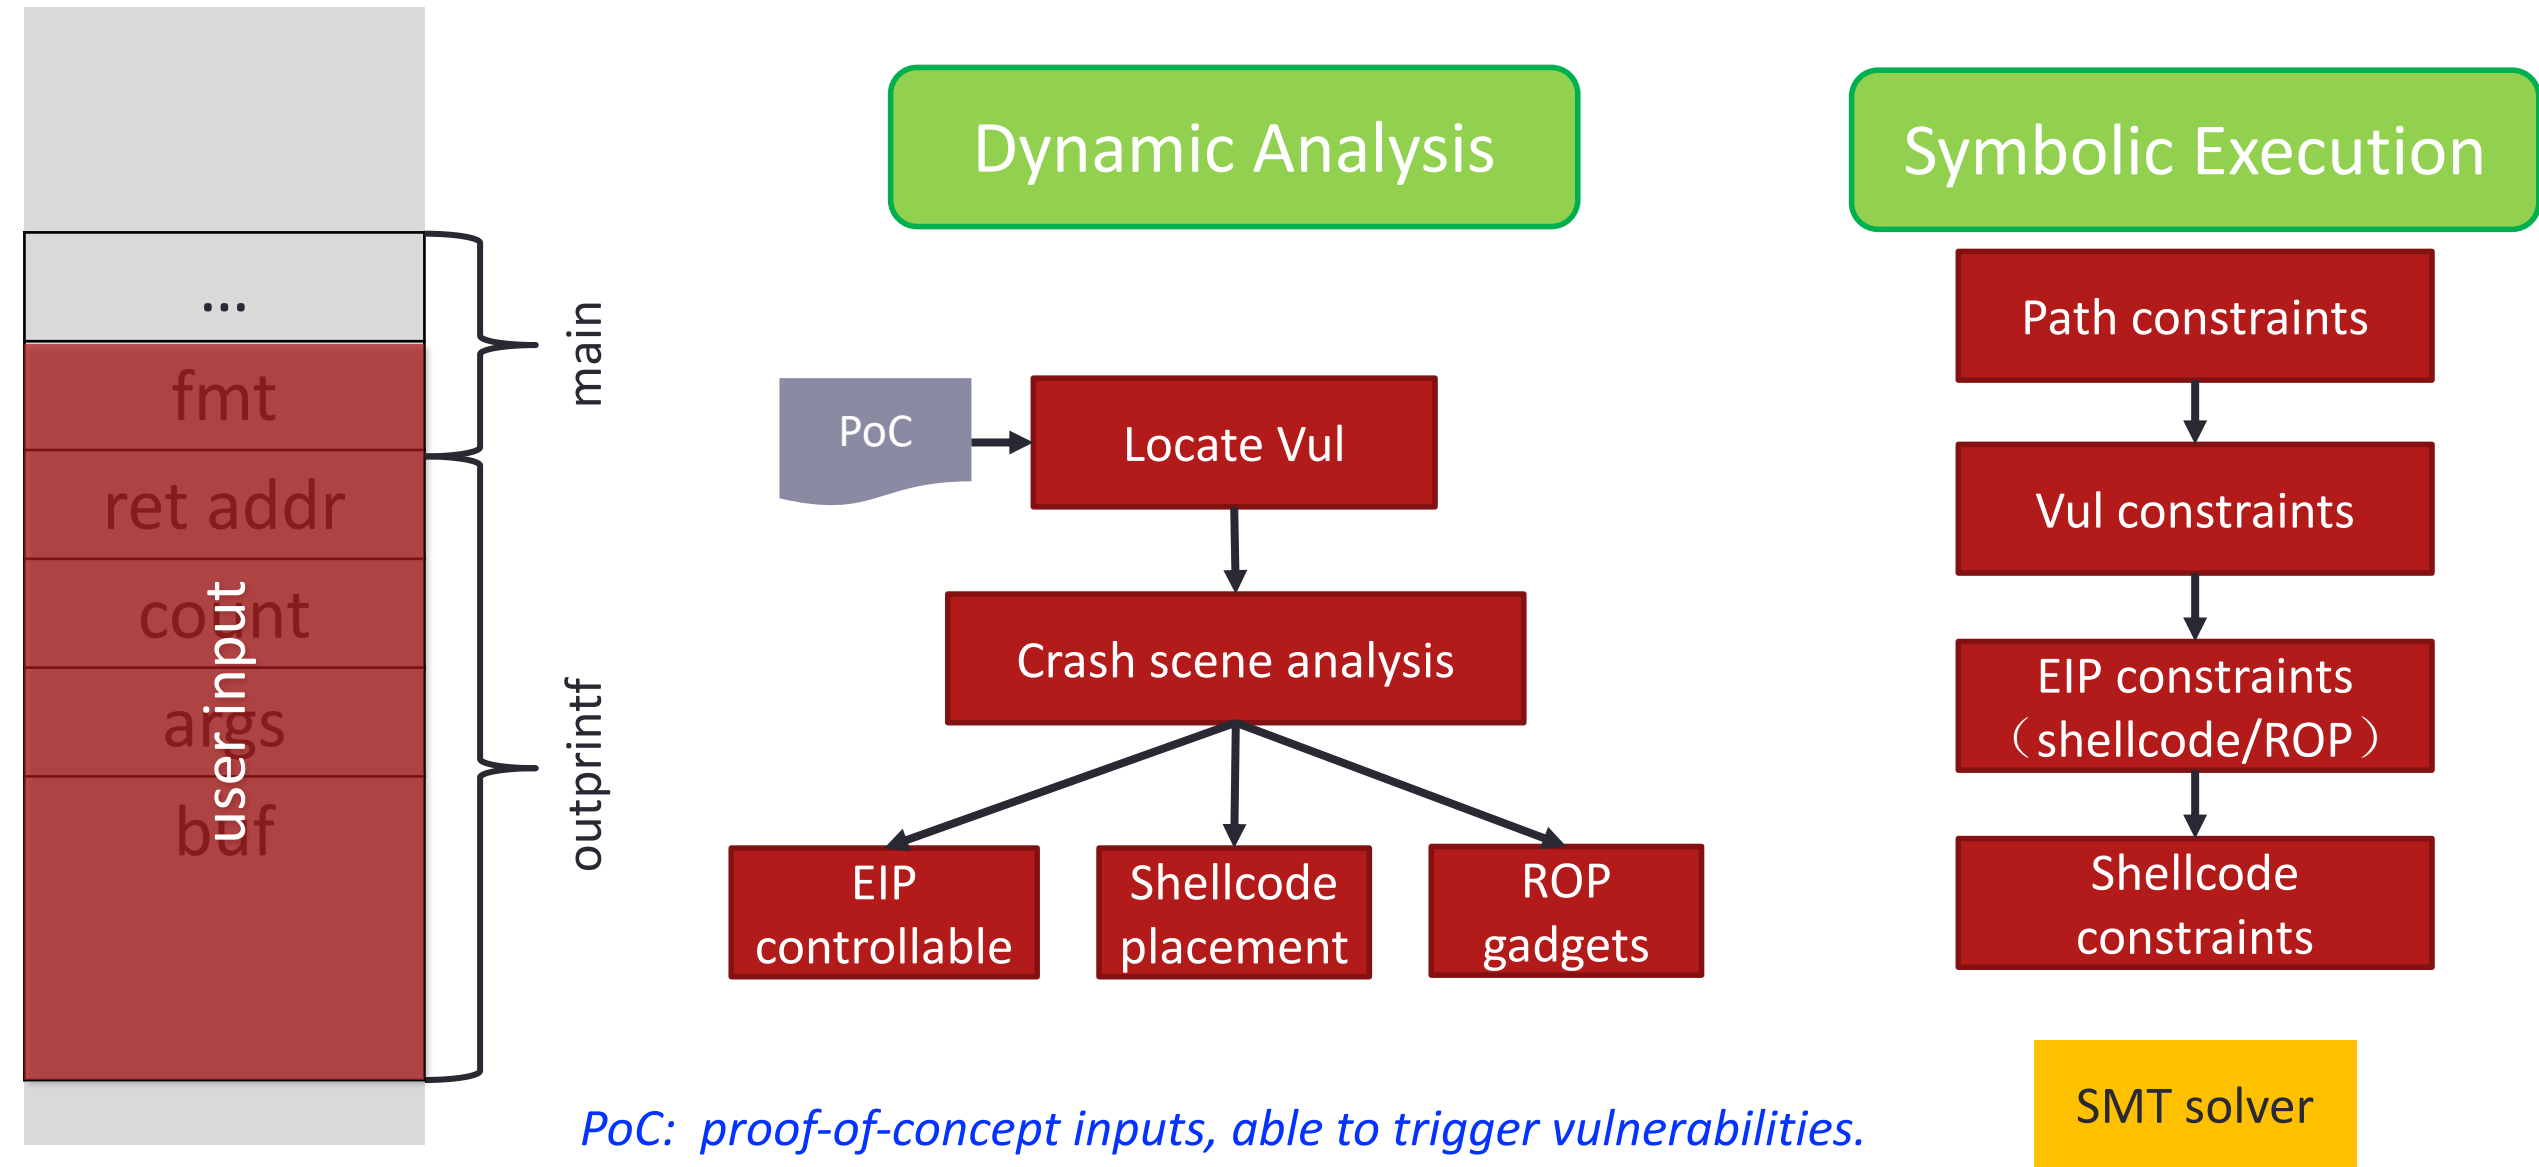 ...
fmt
ret addr
count
args
buf
user input
main
outprintf
Dynamic Analysis
PoC
Locate Vul
Crash scene analysis
EIP
controllable
Shellcode
placement
ROP
gadgets
PoC:  proof-of-concept inputs, able to trigger vulnerabilities.
Symbolic Execution
Path constraints
Vul constraints
EIP constraints
（shellcode/ROP）
Shellcode
constraints
SMT solver